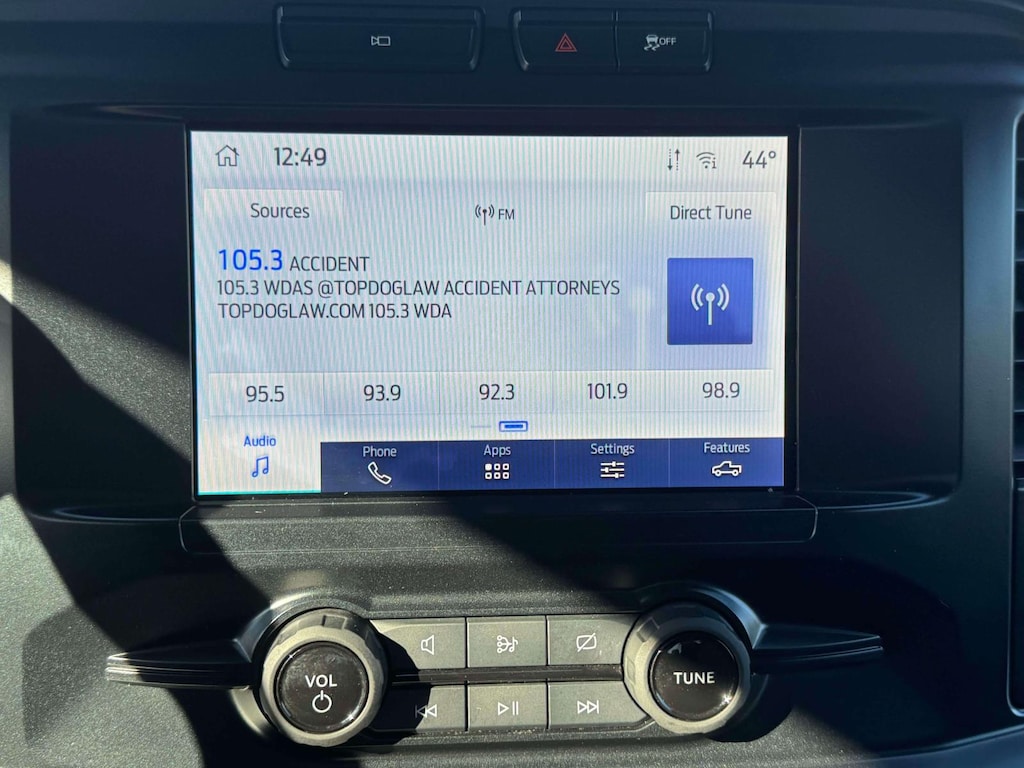 OFF
12:49
44°
Sources
FM
Direct Tune
105.3 ACCIDENT
105.3 WDAS @TOPDOGLAW ACCIDENT ATTORNEYS
TOPDOGLAW.COM 105.3 WDA
95.5 93.9 92.3 101.9 98.9
Audio Phone Apps Settings Features
VOL
TUNE